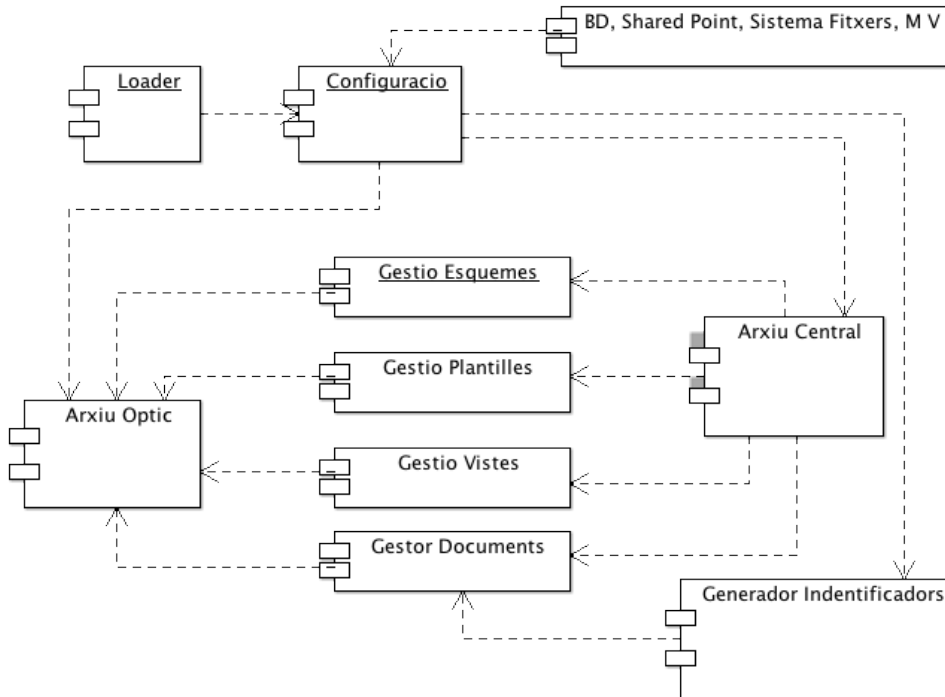 BD, Shared Point, Sistema Fitxers, M V
Loader
Configuracio
Gestio Esquemes
Arxiu Central
Gestio Plantilles
Arxiu Optic
Gestio Vistes
Gestor Documents
Generador Indentificadors